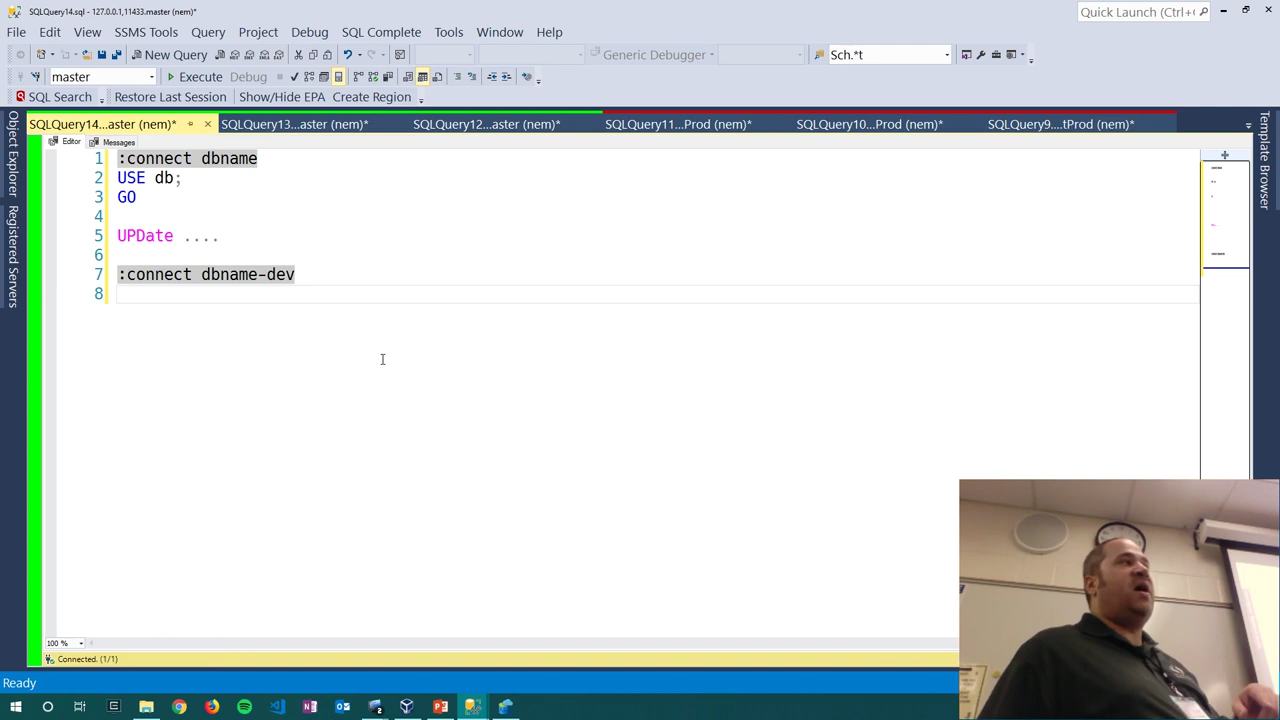 SQLQuery14.sql - 127.0.0.1,11433.master (nem)*
Quick Launch (Ctrl+
File Edit View SSMS Tools Query Project Debug SQL Complete Tools Window Help
New Query
Generic Debugger
Sch.*t
master
Execute Debug
SQL Search Restore Last Session Show/Hide EPA Create Region
SQLQuery14...aster (nem)* SQLQuery13...aster (nem)* SQLQuery12...aster (nem)* SQLQuery11...Prod (nem)* SQLQuery10...Prod (nem)* SQLQuery9....tProd (nem)*
Object Explorer
Registered Servers
Template Browser
Editor Messages
1 :connect dbname
2 USE db;
3 GO
4
5 UPDate ....
6
7 :connect dbname-dev
8
100 %
Connected. (1/1)
Ready